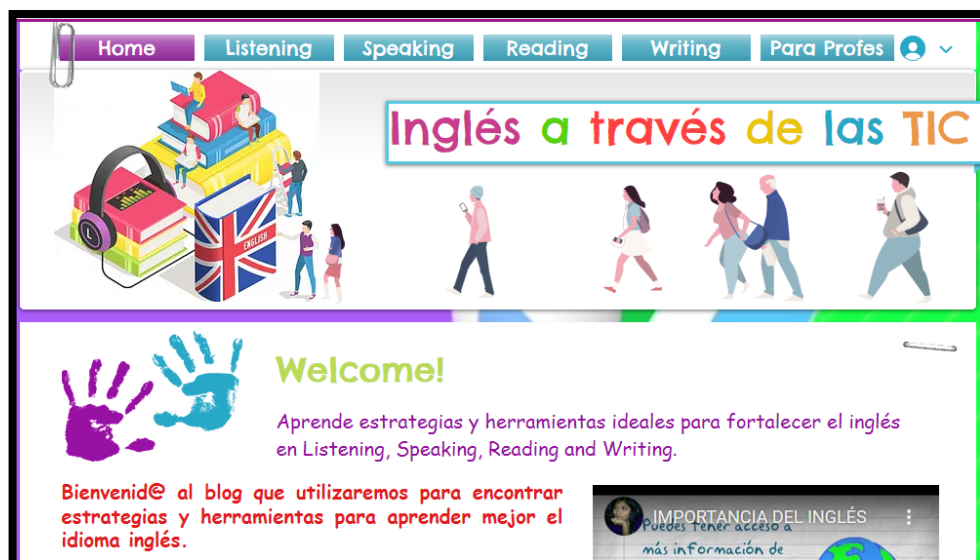 Home Listening Speaking Reading Writing Para Profes
Inglés a través de las TIC
L
ENGLISH
Welcome!
Aprende estrategias y herramientas ideales para fortalecer el inglés
en Listening, Speaking, Reading and Writing.
Bienvenid@ al blog que utilizaremos para encontrar
estrategias y herramientas para aprender mejor el
idioma inglés.
IMPORTANCIA DEL INGLÉS
Puedes tener acceso a
más información de